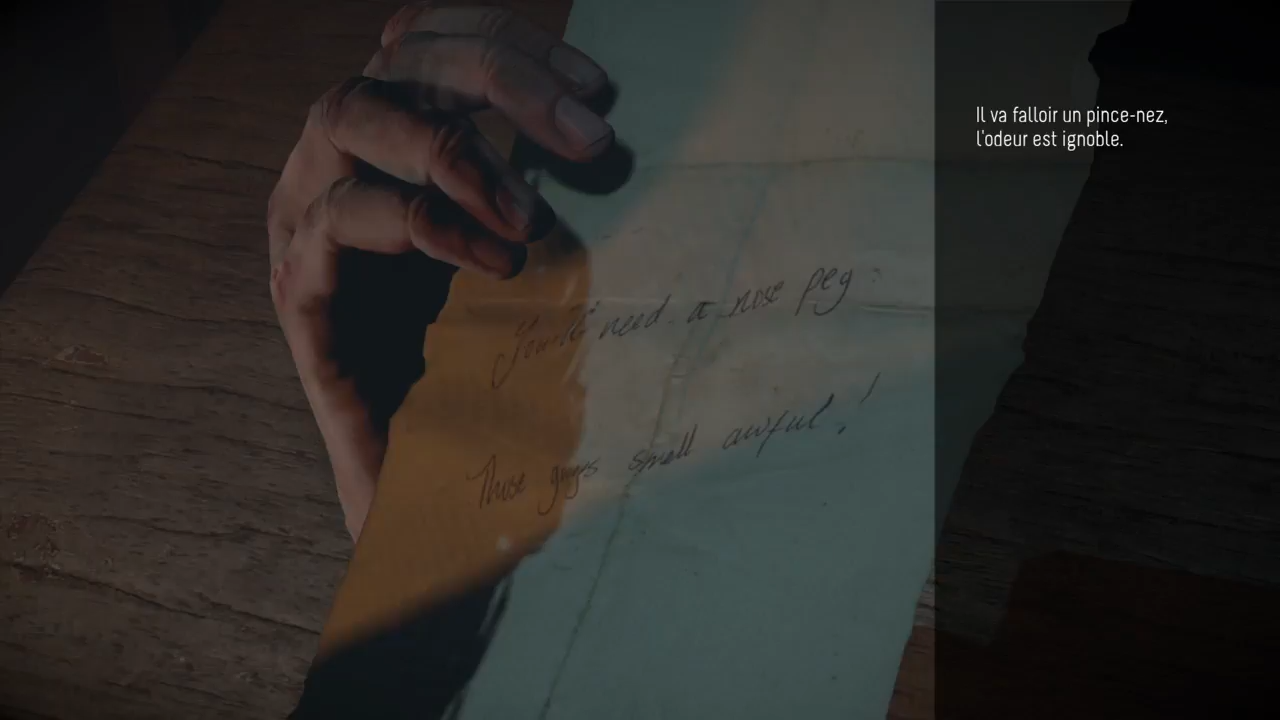 Il va falloir un pince-nez,
l'odeur est ignoble.
You'll need a nose peg.
Those guys smell awful!